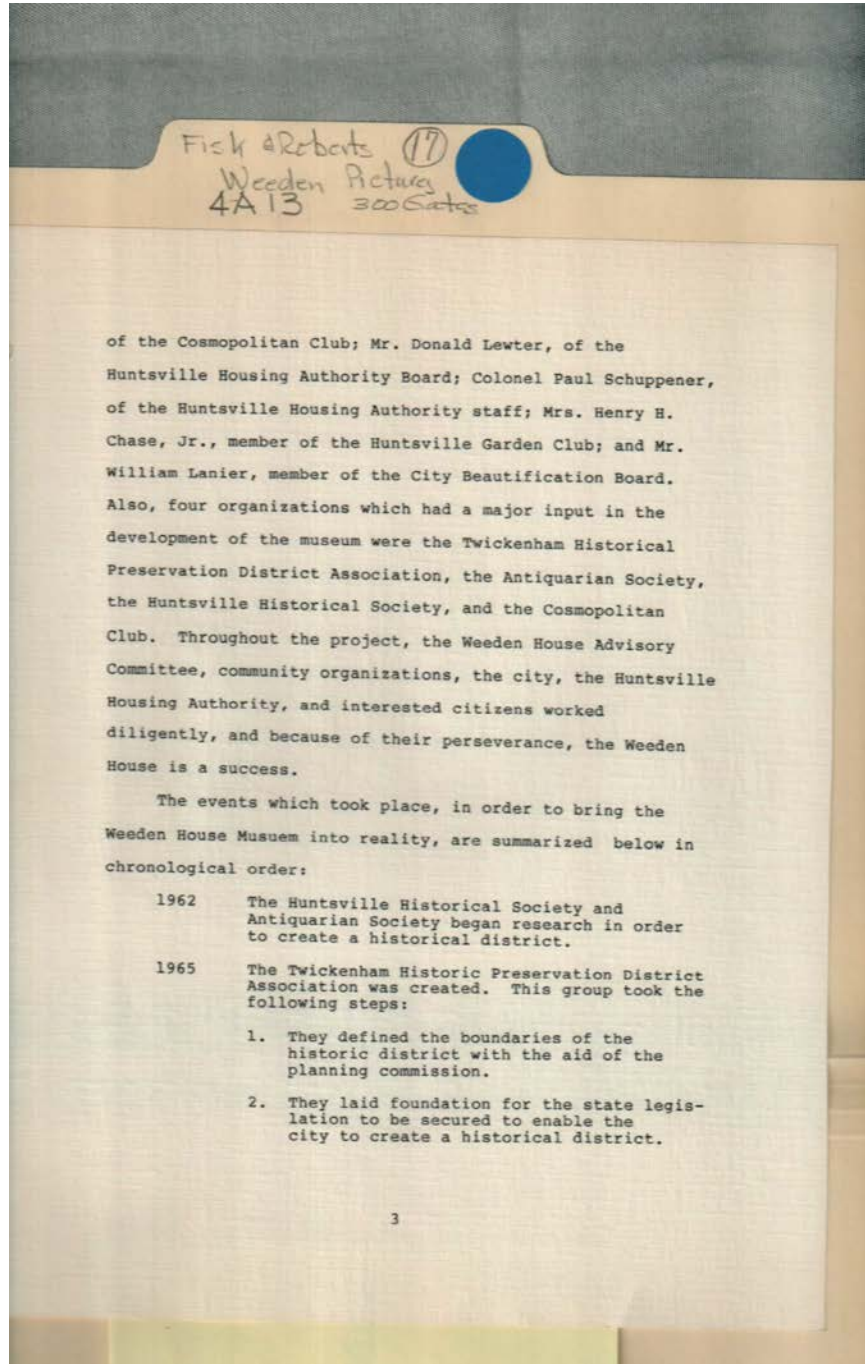 Fisk & Roberts 17
Weeden Picture
4A13 300 Gates
of the Cosmopolitan Club; Mr. Donald Lewter, of the
Huntsville Housing Authority Board; Colonel Paul Schuppener,
of the Huntsville Housing Authority staff; Mrs. Henry H.
Chase, Jr., member of the Huntsville Garden Club; and Mr.
William Lanier, member of the City Beautification Board.
Also, four organizations which had a major input in the
development of the museum were the Twickenham Historical
Preservation District Association, the Antiquarian Society,
the Huntsville Historical Society, and the Cosmopolitan
Club. Throughout the project, the Weeden House Advisory
Committee, community organizations, the city, the Huntsville
Housing Authority, and interested citizens worked
diligently, and because of their perseverance, the Weeden
House is a success.
The events which took place, in order to bring the
Weeden House Musuem into reality, are summarized below in
chronological order:
1962 The Huntsville Historical Society and
Antiquarian Society began research in order
to create a historical district.
1965 The Twickenham Historic Preservation District
Association was created. This group took the
following steps:
1. They defined the boundaries of the
historic district with the aid of the
planning commission.
2. They laid foundation for the state legis-
lation to be secured to enable the
city to create a historical district.
3